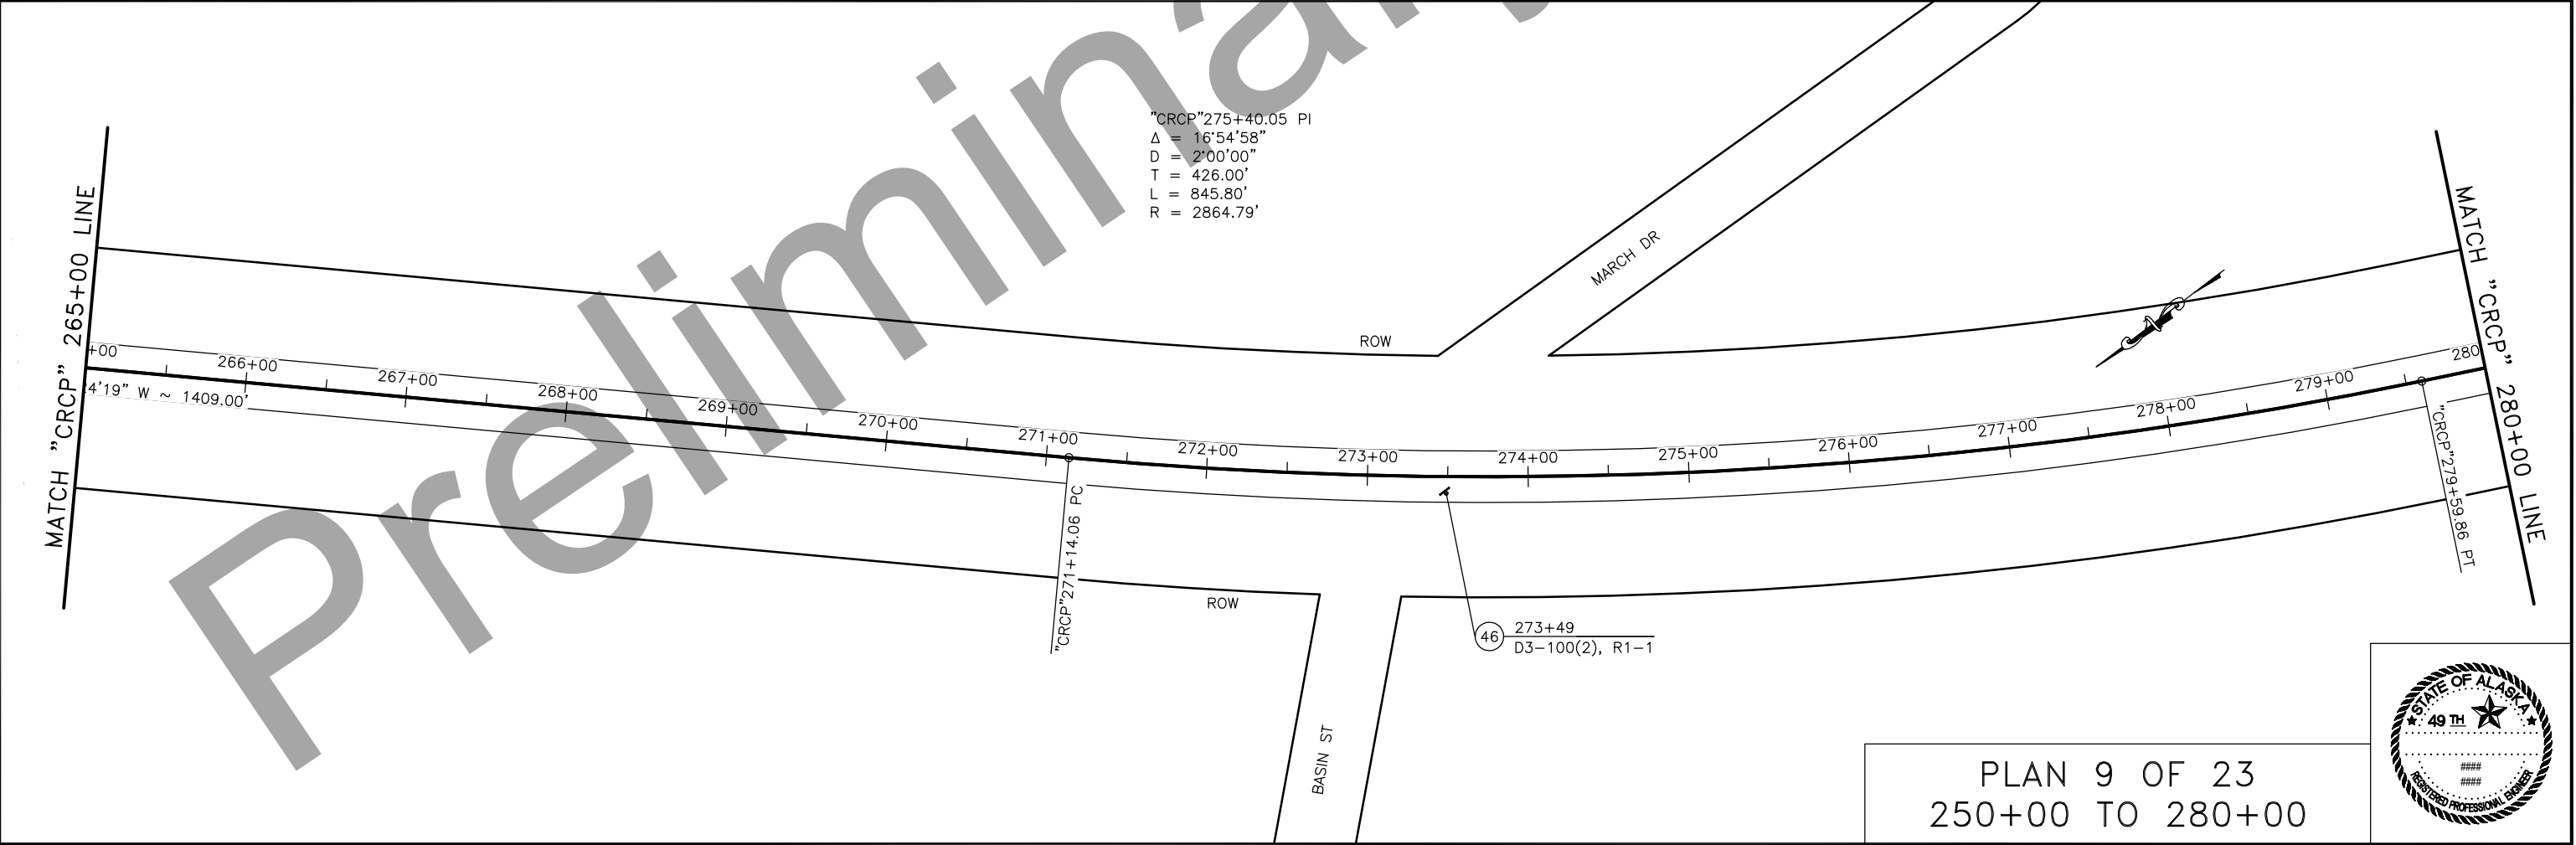 Preliminary
"CRCP"275+40.05 PI
Δ = 16°54'58"
D = 2°00'00"
T = 426.00'
L = 845.80'
R = 2864.79'
MATCH "CRCP" 265+00 LINE
+00
4'19" W ~ 1409.00'
266+00
267+00
268+00
269+00
270+00
271+00
272+00
273+00
274+00
275+00
276+00
277+00
278+00
279+00
280
MARCH DR
ROW
ROW
"CRCP"271+14.06 PC
"CRCP"279+59.86 PT
MATCH "CRCP" 280+00 LINE
46
273+49
D3-100(2), R1-1
BASIN ST
N
PLAN 9 OF 23
250+00 TO 280+00
STATE OF ALASKA
49 TH
####
####
REGISTERED PROFESSIONAL ENGINEER